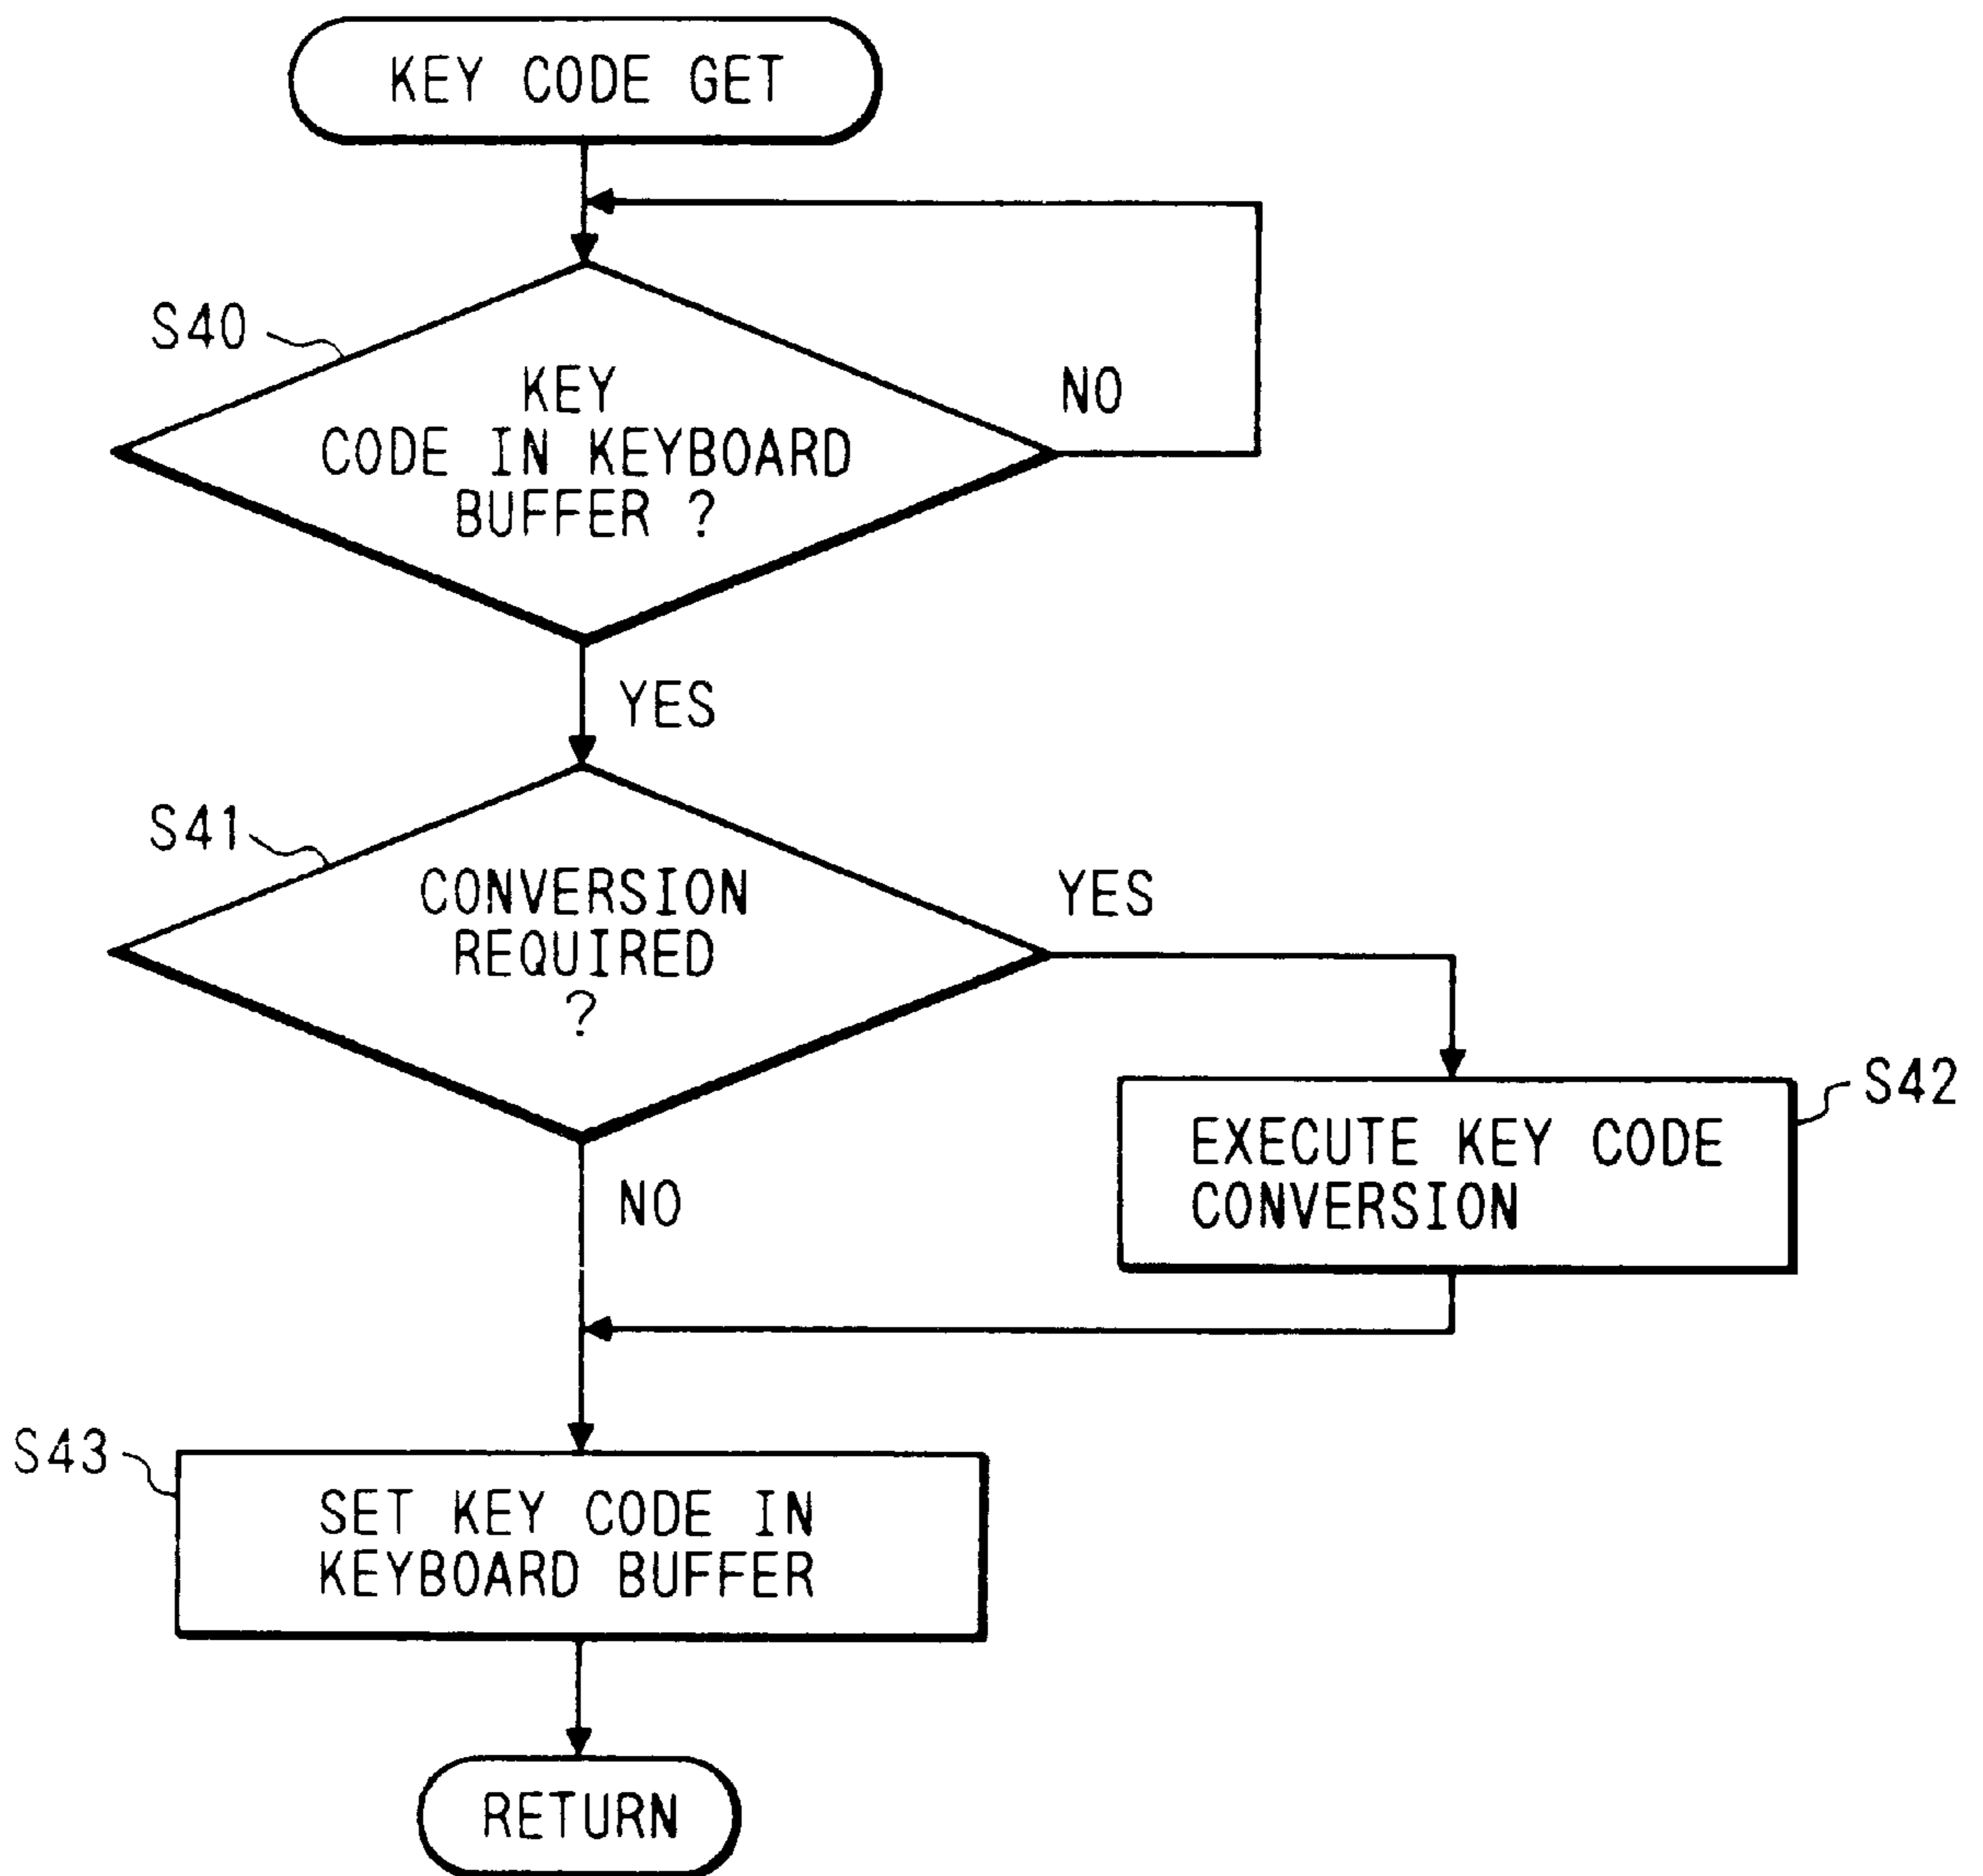 KEY CODE GET
S40
KEY
CODE IN KEYBOARD
BUFFER ?
NO
YES
S41
CONVERSION
REQUIRED
?
YES
NO
S42
EXECUTE KEY CODE
CONVERSION
S43
SET KEY CODE IN
KEYBOARD BUFFER
RETURN